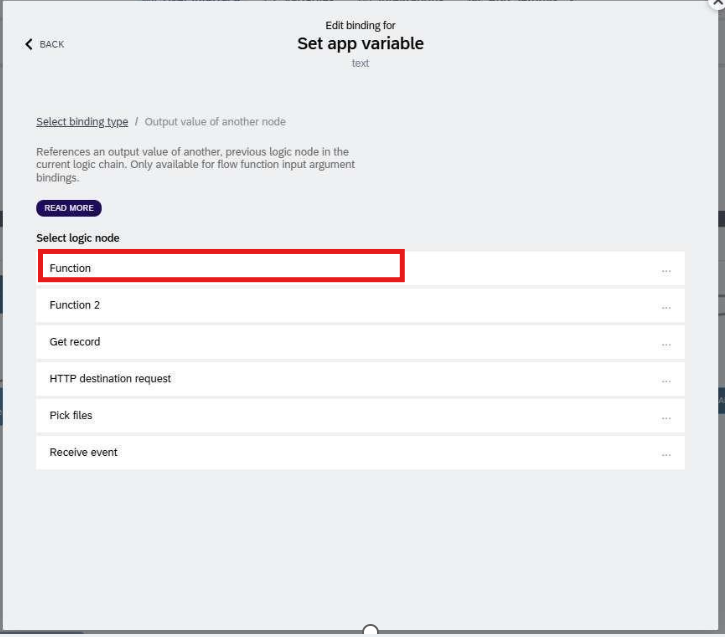 Edit binding for
BACK
Set app variable
text
Select binding type / Output value of another node
References an output value of another, previous logic node in the
current logic chain. Only available for flow function input argument
bindings.
READ MORE
Select logic node
Function ...
Function 2 ...
Get record ...
HTTP destination request ...
Pick files ...
Receive event ...